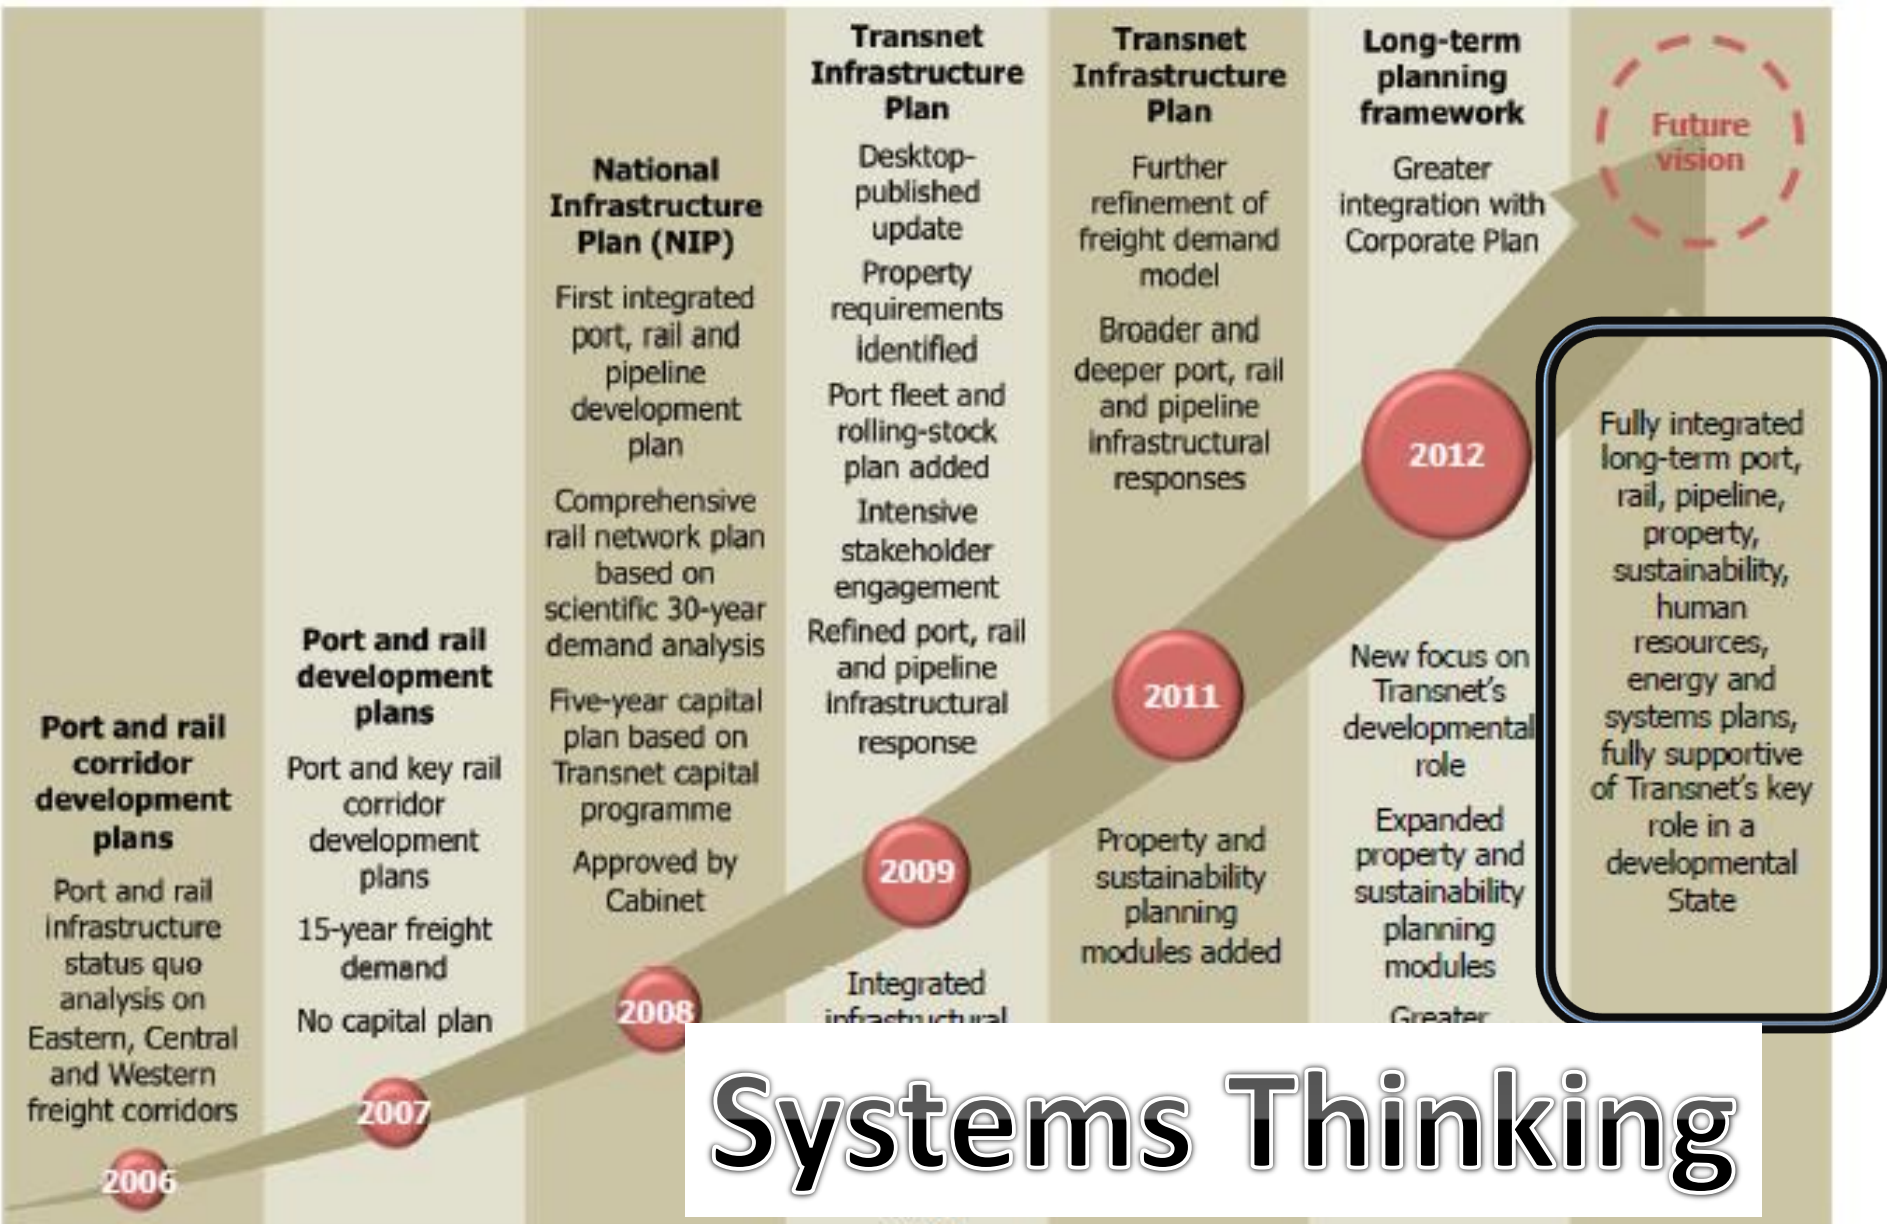 Port and rail
corridor
development
plans
Port and rail
infrastructure
status quo
analysis on
Eastern, Central
and Western
freight corridors
2006
Port and rail
development
plans
Port and key rail
corridor
development
plans
15-year freight
demand
No capital plan
2007
National
Infrastructure
Plan (NIP)
First integrated
port, rail and
pipeline
development
plan
Comprehensive
rail network plan
based on
scientific 30-year
demand analysis
Five-year capital
plan based on
Transnet capital
programme
Approved by
Cabinet
2008
Transnet
Infrastructure
Plan
Desktop-
published
update
Property
requirements
identified
Port fleet and
rolling-stock
plan added
Intensive
stakeholder
engagement
Refined port, rail
and pipeline
infrastructural
response
2009
Integrated
infrastructural
Transnet
Infrastructure
Plan
Further
refinement of
freight demand
model
Broader and
deeper port, rail
and pipeline
infrastructural
responses
2011
Property and
sustainability
planning
modules added
Long-term
planning
framework
Greater
integration with
Corporate Plan
2012
New focus on
Transnet's
developmental
role
Expanded
property and
sustainability
planning
modules
Greater
Future
vision
Fully integrated
long-term port,
rail, pipeline,
property,
sustainability,
human
resources,
energy and
systems plans,
fully supportive
of Transnet's key
role in a
developmental
State
Systems Thinking